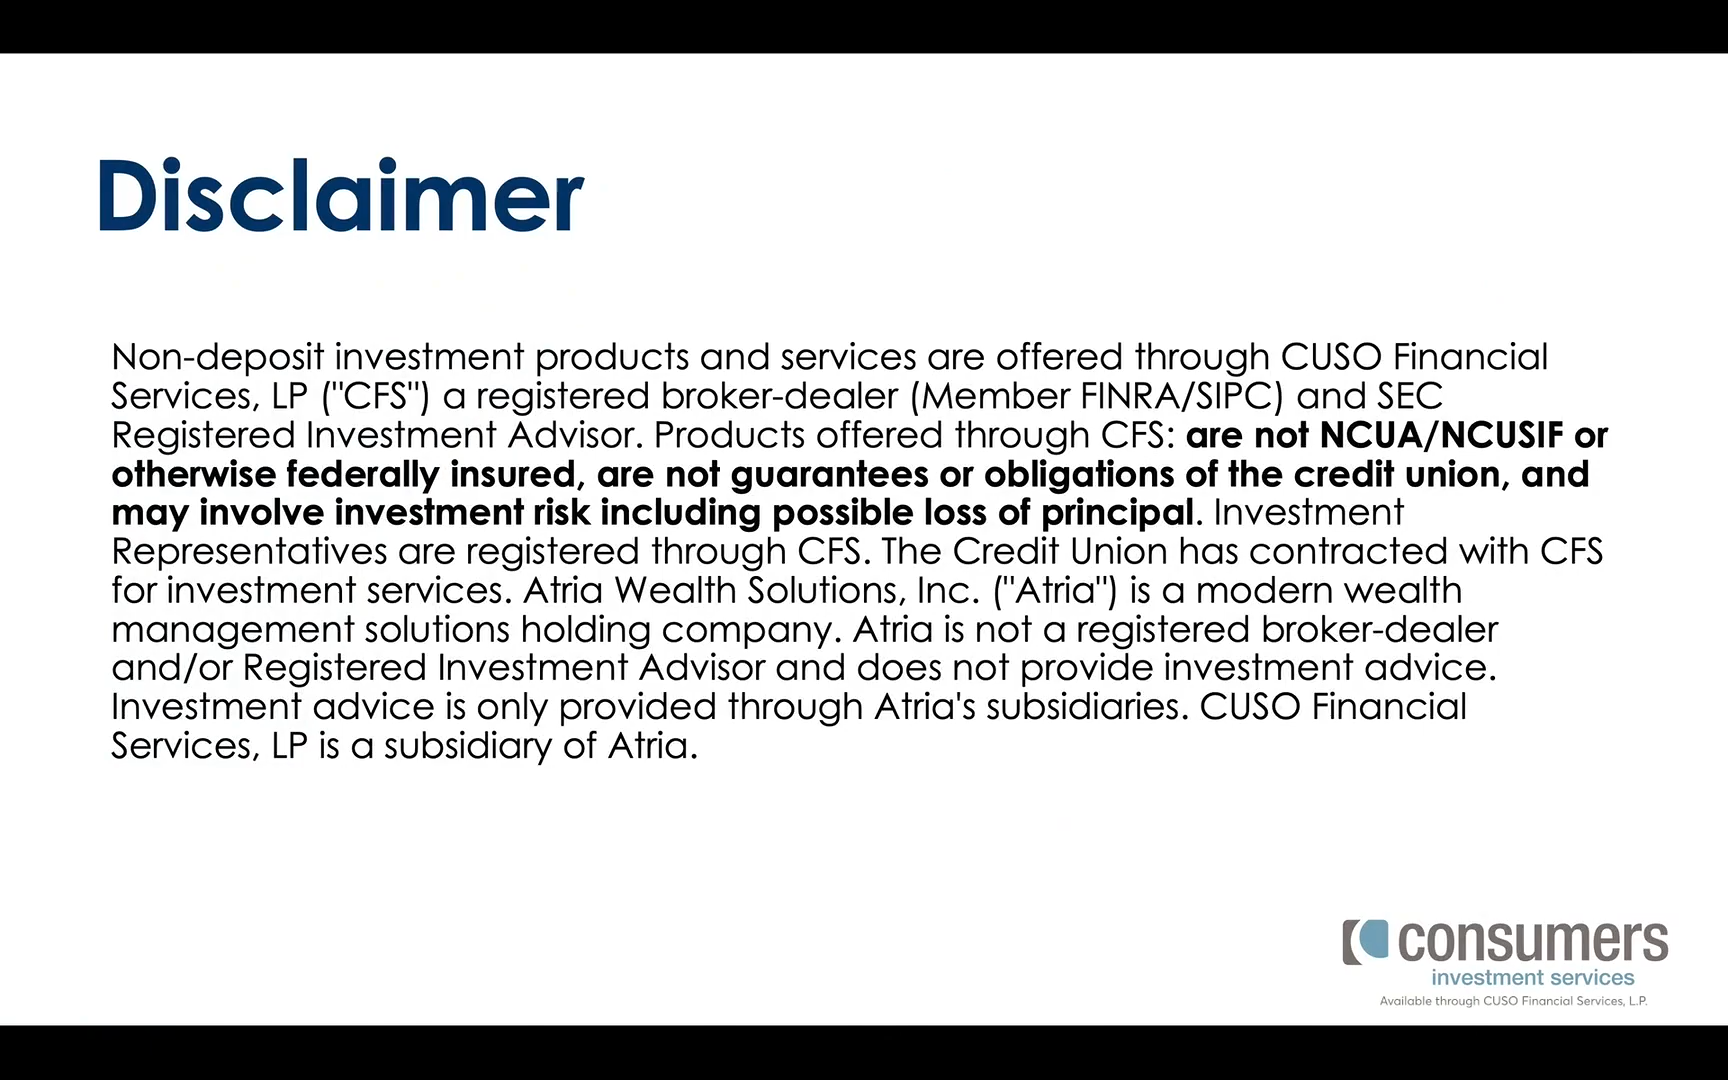 Disclaimer
Non-deposit investment products and services are offered through CUSO Financial
Services, LP ("CFS") a registered broker-dealer (Member FINRA/SIPC) and SEC
Registered Investment Advisor. Products offered through CFS: are not NCUA/NCUSIF or
otherwise federally insured, are not guarantees or obligations of the credit union, and
may involve investment risk including possible loss of principal. Investment
Representatives are registered through CFS. The Credit Union has contracted with CFS
for investment services. Atria Wealth Solutions, Inc. ("Atria") is a modern wealth
management solutions holding company. Atria is not a registered broker-dealer
and/or Registered Investment Advisor and does not provide investment advice.
Investment advice is only provided through Atria's subsidiaries. CUSO Financial
Services, LP is a subsidiary of Atria.
consumers
investment services
Available through CUSO Financial Services, L.P.